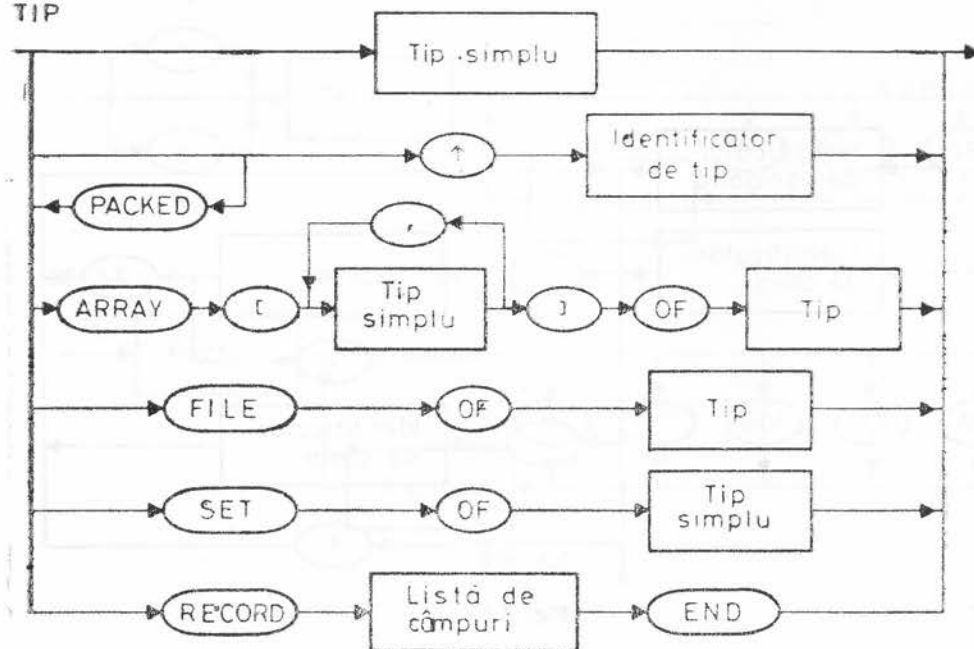 TIP
Tip simplu
↑
Identificator
de tip
PACKED
,
ARRAY
[
Tip
simplu
]
OF
Tip
FILE
OF
Tip
SET
OF
Tip
simplu
RECORD
Listă de
câmpuri
END